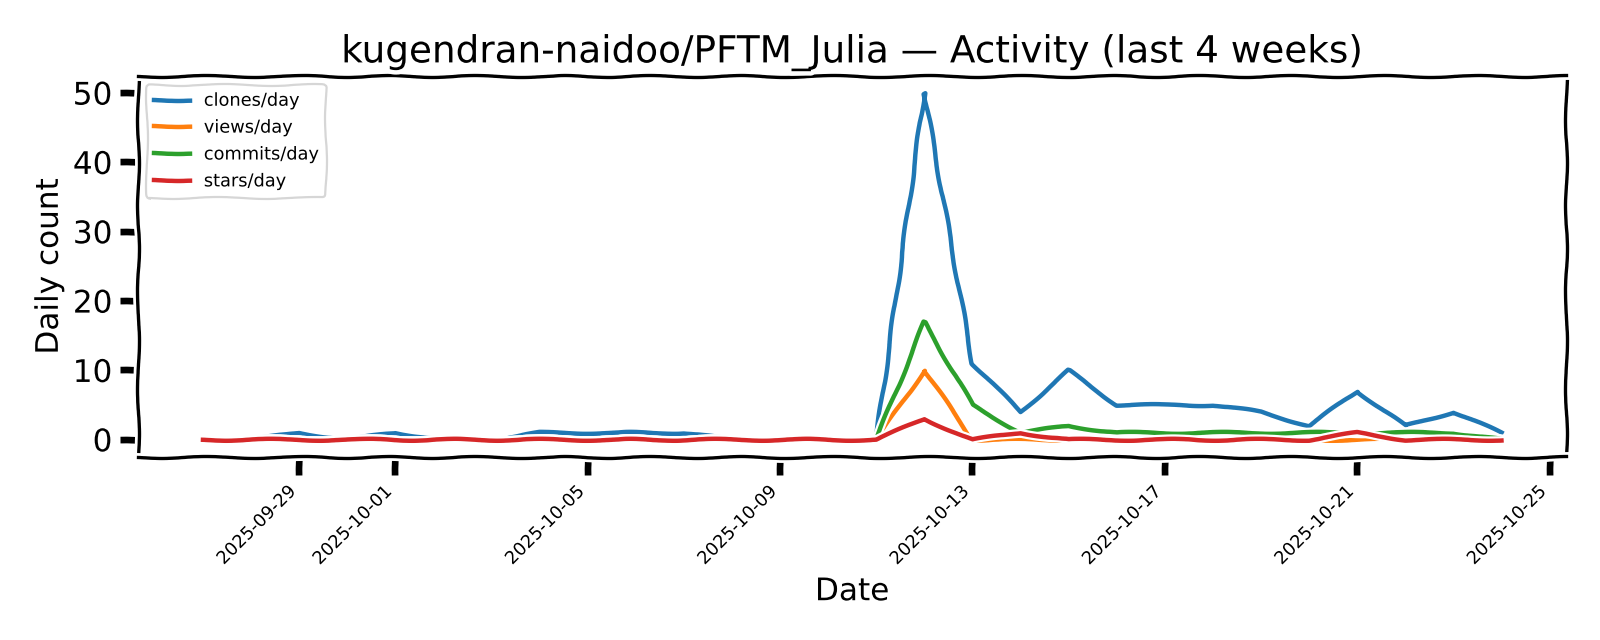 kugendran-naidoo/PFTM_Julia — Activity (last 4 weeks)
50
40
30
20
10
0
Daily count
clones/day
views/day
commits/day
stars/day
2025-09-29
2025-10-01
2025-10-05
2025-10-09
2025-10-13
2025-10-17
2025-10-21
2025-10-25
Date